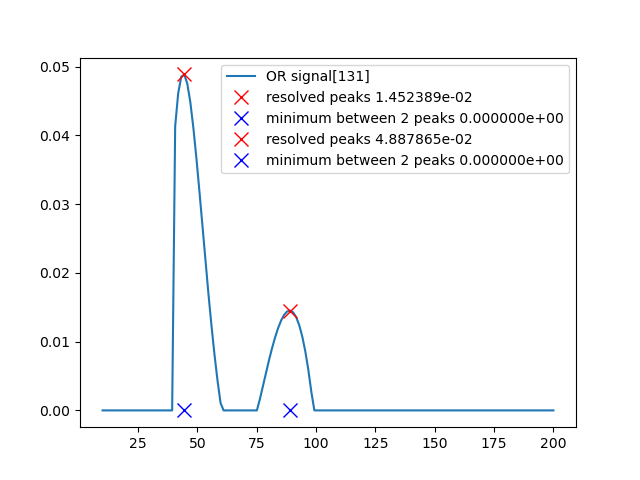 0.05
0.04
0.03
0.02
0.01
0.00
25
50
75
100
125
150
175
200
OR signal[131]
resolved peaks 1.452389e-02
minimum between 2 peaks 0.000000e+00
resolved peaks 4.887865e-02
minimum between 2 peaks 0.000000e+00